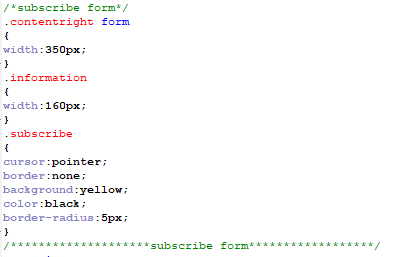 /*subscribe form*/
.contentright form
{
width:350px;
}
.information
{
width:160px;
}
.subscribe
{
cursor:pointer;
border:none;
background:yellow;
color:black;
border-radius:5px;
}
/********************subscribe form******************/